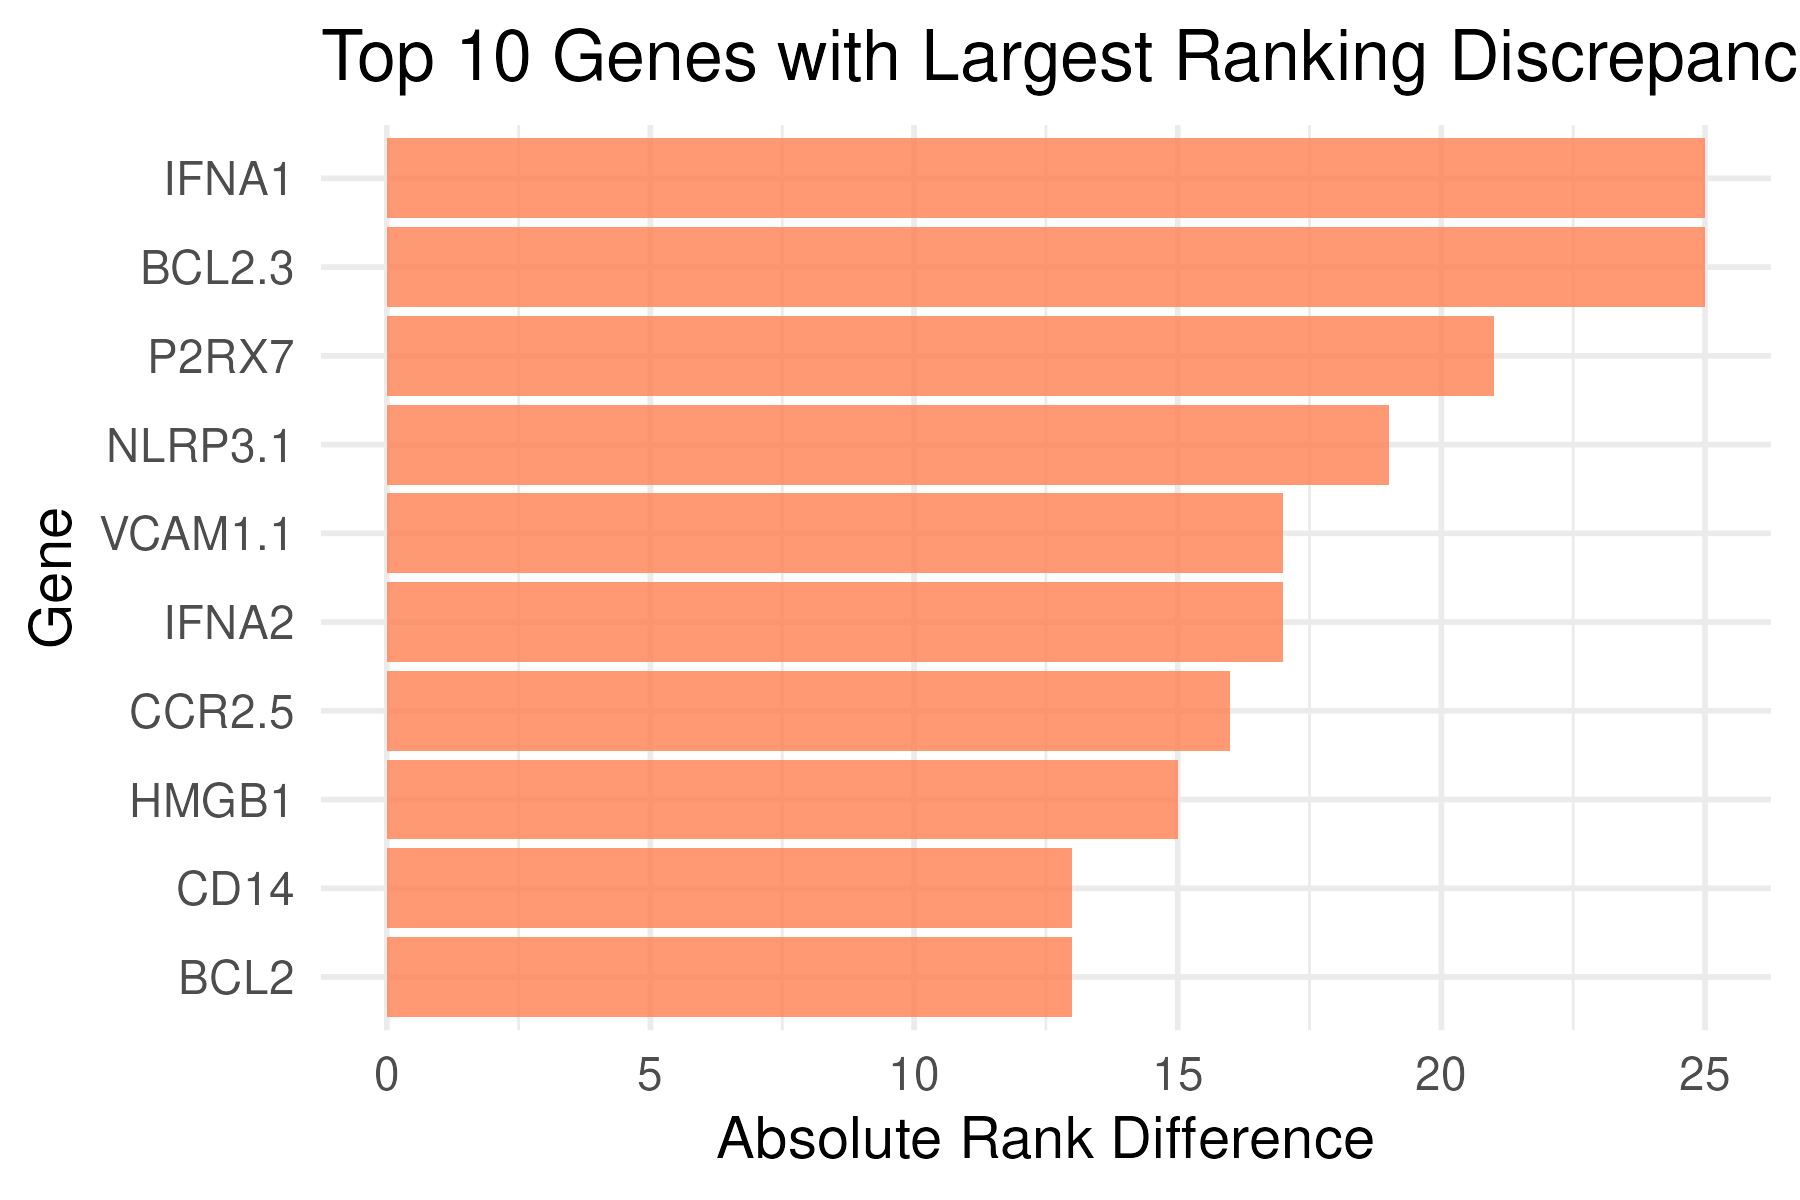 Top 10 Genes with Largest Ranking Discrepanc
IFNA1
BCL2.3
P2RX7
NLRP3.1
VCAM1.1
IFNA2
CCR2.5
HMGB1
CD14
BCL2
Gene
0 5 10 15 20 25
Absolute Rank Difference